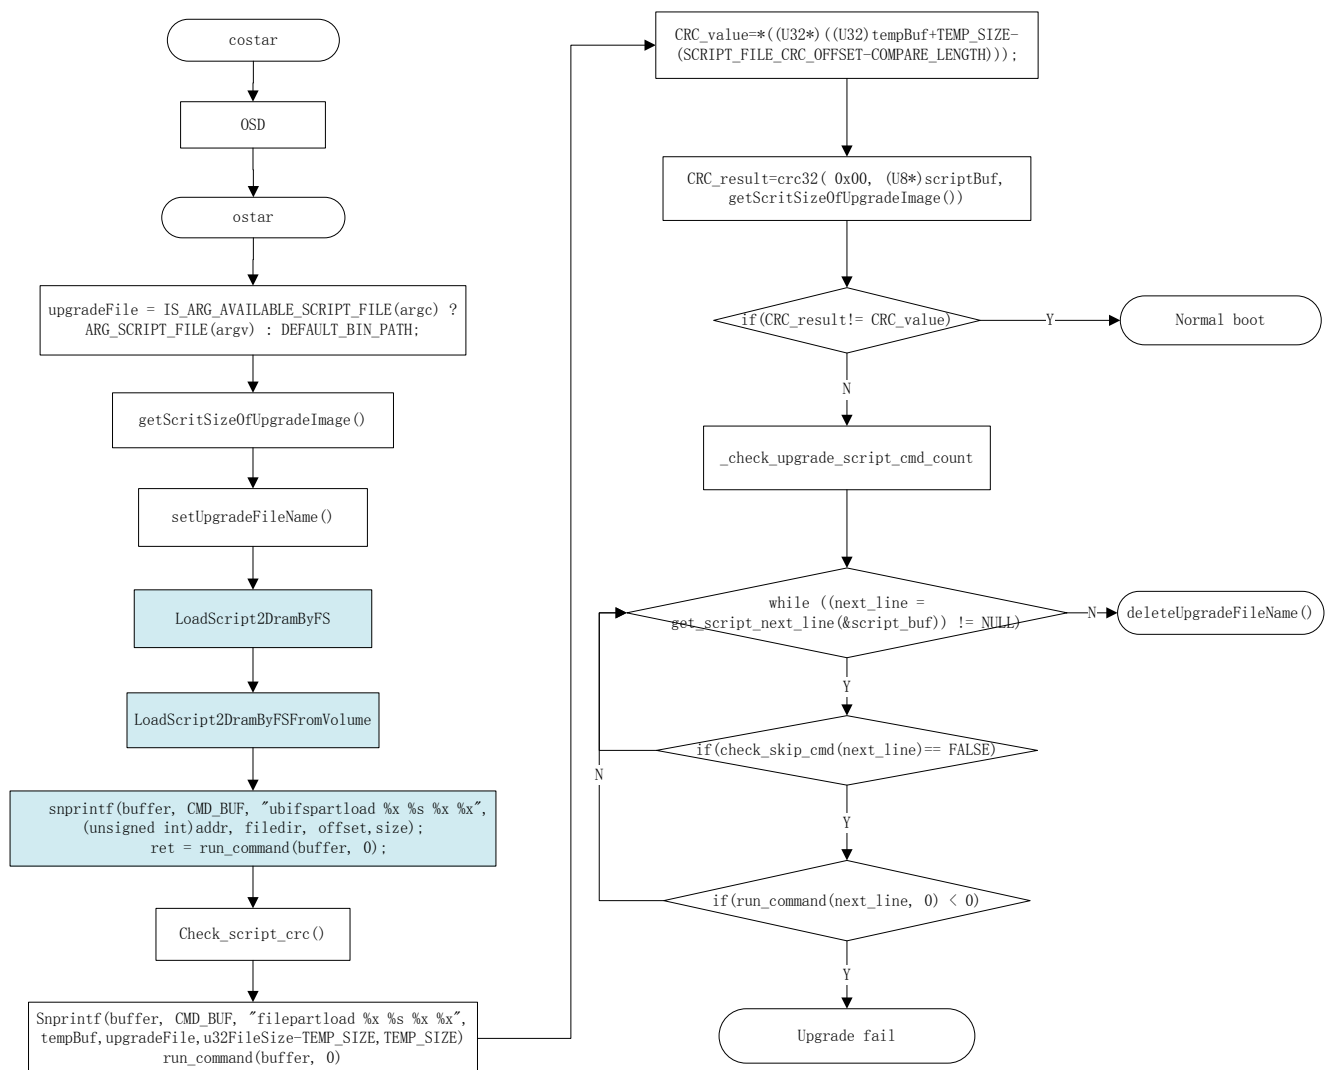 costar
OSD
ostar
upgradeFile = IS_ARG_AVAILABLE_SCRIPT_FILE(argc) ?
ARG_SCRIPT_FILE(argv) : DEFAULT_BIN_PATH;
getScritSizeOfUpgradeImage()
setUpgradeFileName()
LoadScript2DramByFS
LoadScript2DramByFSFromVolume
snprintf(buffer, CMD_BUF, "ubifspartload %x %s %x %x",
(unsigned int)addr, filedir, offset,size);
ret = run_command(buffer, 0);
Check_script_crc()
Snprintf(buffer, CMD_BUF, "filepartload %x %s %x %x",
tempBuf,upgradeFile,u32FileSize-TEMP_SIZE,TEMP_SIZE)
run_command(buffer, 0)
CRC_value=*((U32*)((U32)tempBuf+TEMP_SIZE-
(SCRIPT_FILE_CRC_OFFSET-COMPARE_LENGTH)));
CRC_result=crc32( 0x00, (U8*)scriptBuf,
getScritSizeOfUpgradeImage())
if(CRC_result!= CRC_value)
Y
Normal boot
N
_check_upgrade_script_cmd_count
while ((next_line =
get_script_next_line(&script_buf)) != NULL)
N
deleteUpgradeFileName()
Y
if(check_skip_cmd(next_line)== FALSE)
N
Y
if(run_command(next_line, 0) < 0)
Y
Upgrade fail